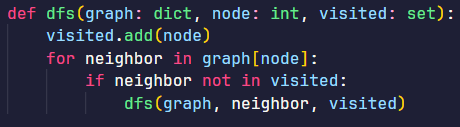 def dfs(graph: dict, node: int, visited: set):
    visited.add(node)
    for neighbor in graph[node]:
        if neighbor not in visited:
            dfs(graph, neighbor, visited)